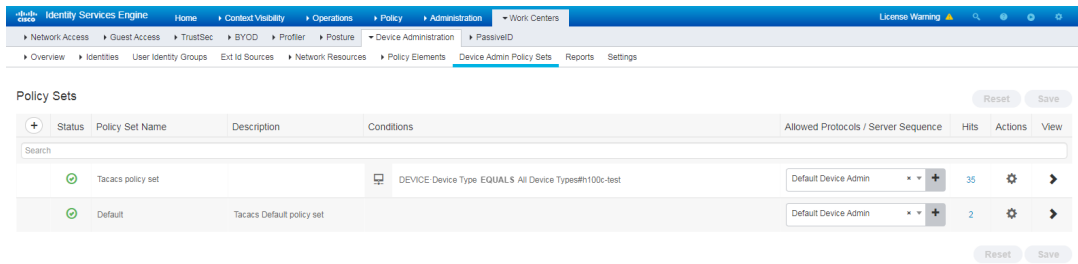 cisco Identity Services Engine Home Context Visibility Operations Policy Administration Work Centers License Warning
Network Access Guest Access TrustSec BYOD Profiler Posture Device Administration PassiveID
Overview Identities User Identity Groups Ext Id Sources Network Resources Policy Elements Device Admin Policy Sets Reports Settings
Policy Sets
Reset Save
+ Status Policy Set Name Description Conditions Allowed Protocols / Server Sequence Hits Actions View
Search
Tacacs policy set DEVICE·Device Type EQUALS All Device Types#h100c-test Default Device Admin × + 35
Default Tacacs Default policy set Default Device Admin × + 2
Reset Save